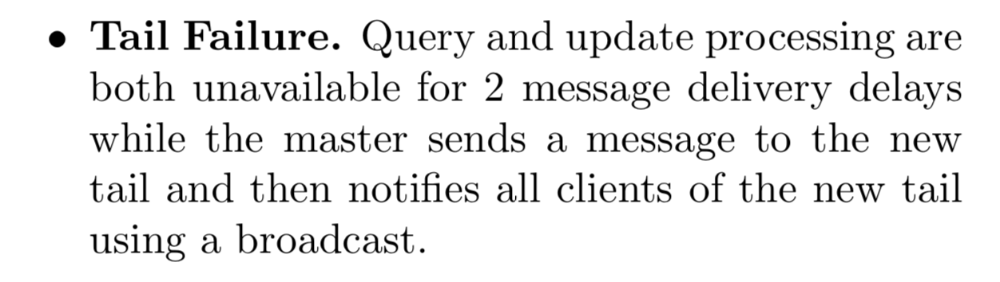 • Tail Failure. Query and update processing are
both unavailable for 2 message delivery delays
while the master sends a message to the new
tail and then notifies all clients of the new tail
using a broadcast.